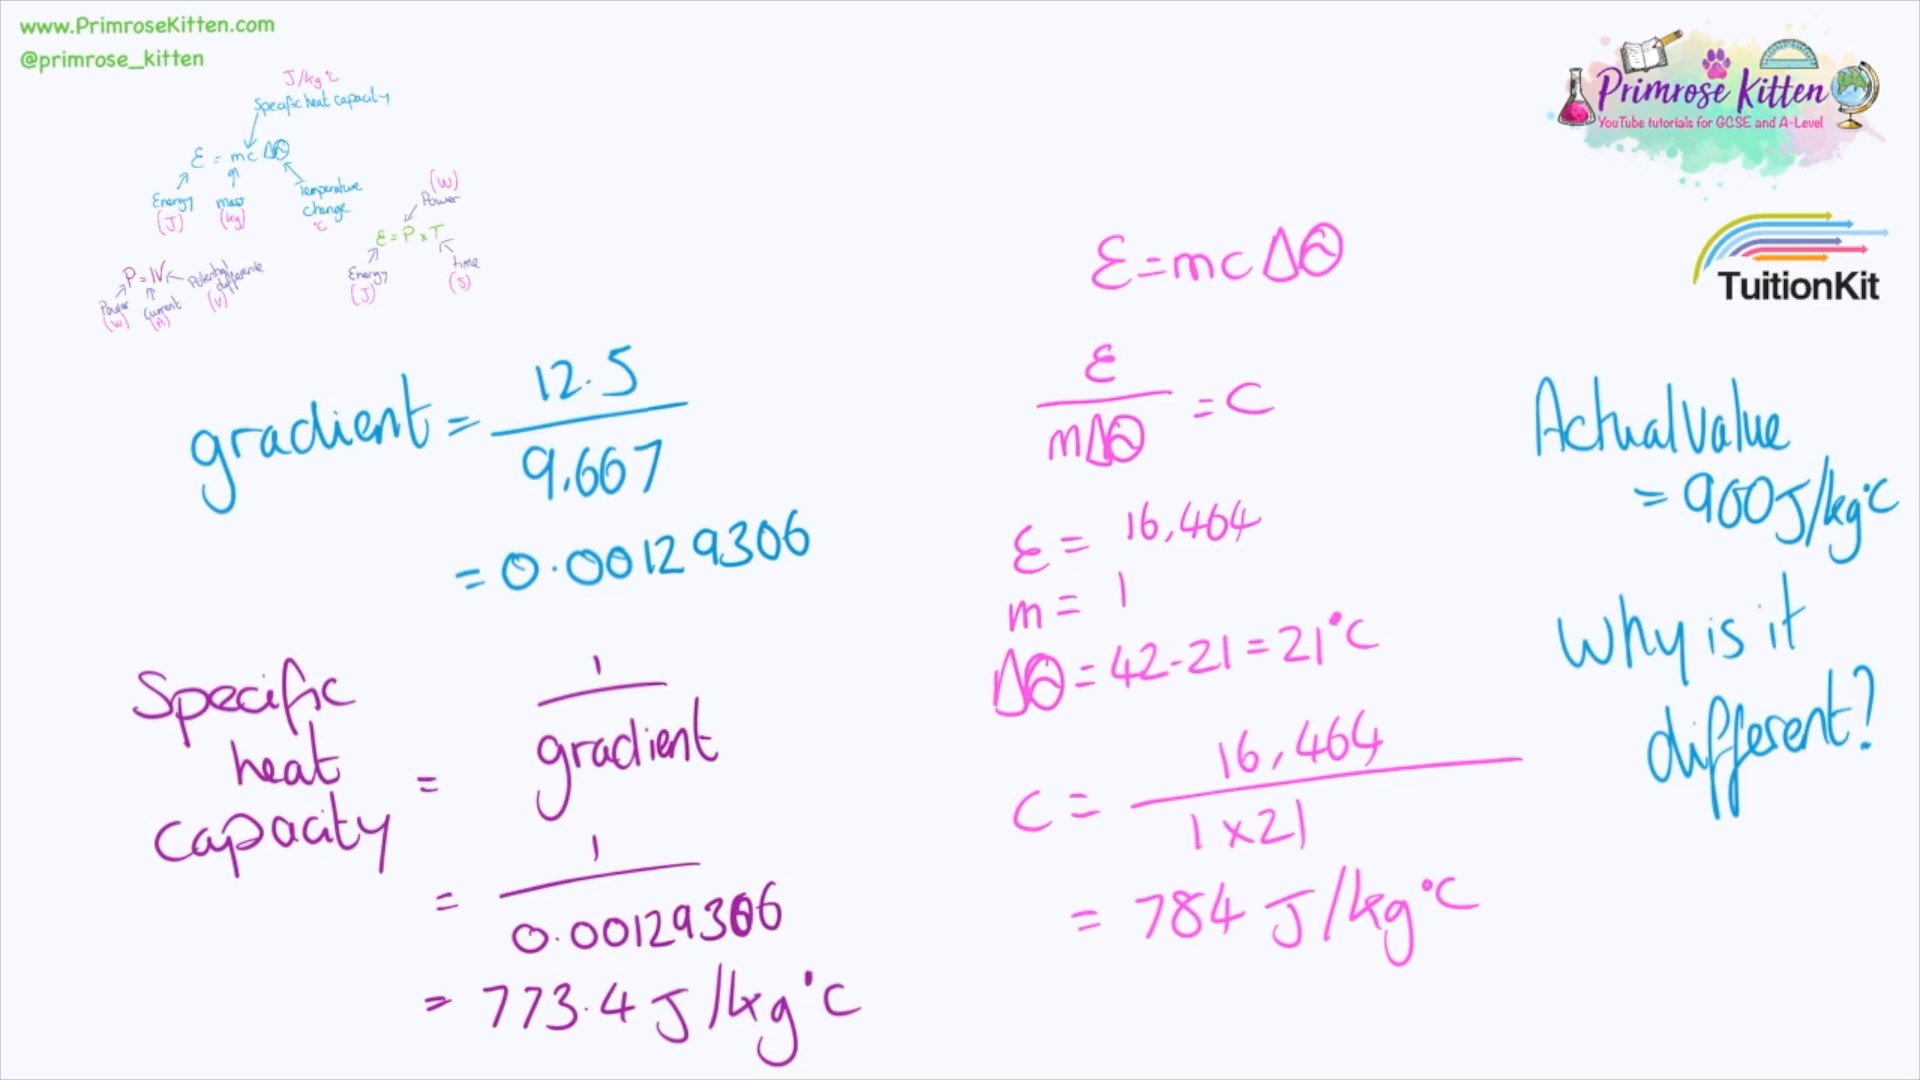 www.PrimroseKitten.com
@primrose_kitten
J/kg°C
Specific heat capacity
E = mcΔθ
Energy
(J)
mass
(kg)
Temperature
change
°C
(W)
Power
E = P x T
Energy
(J)
time
(s)
P = IV
Power
(W)
Current
(A)
Potential
difference
(V)
gradient = 12.5
9.667
= 0.00129306
Specific
heat
capacity
= 1
gradient
= 1
0.00129306
= 773.4 J/kg°C
E = mcΔθ
E
mΔθ
= C
E = 16,464
m = 1
Δθ = 42-21 = 21°C
C = 16,464
1 x 21
= 784 J/kg°C
Primrose Kitten
YouTube tutorials for GCSE and A-Level
TuitionKit
Actual value
= 900J/kg°C
Why is it
different?